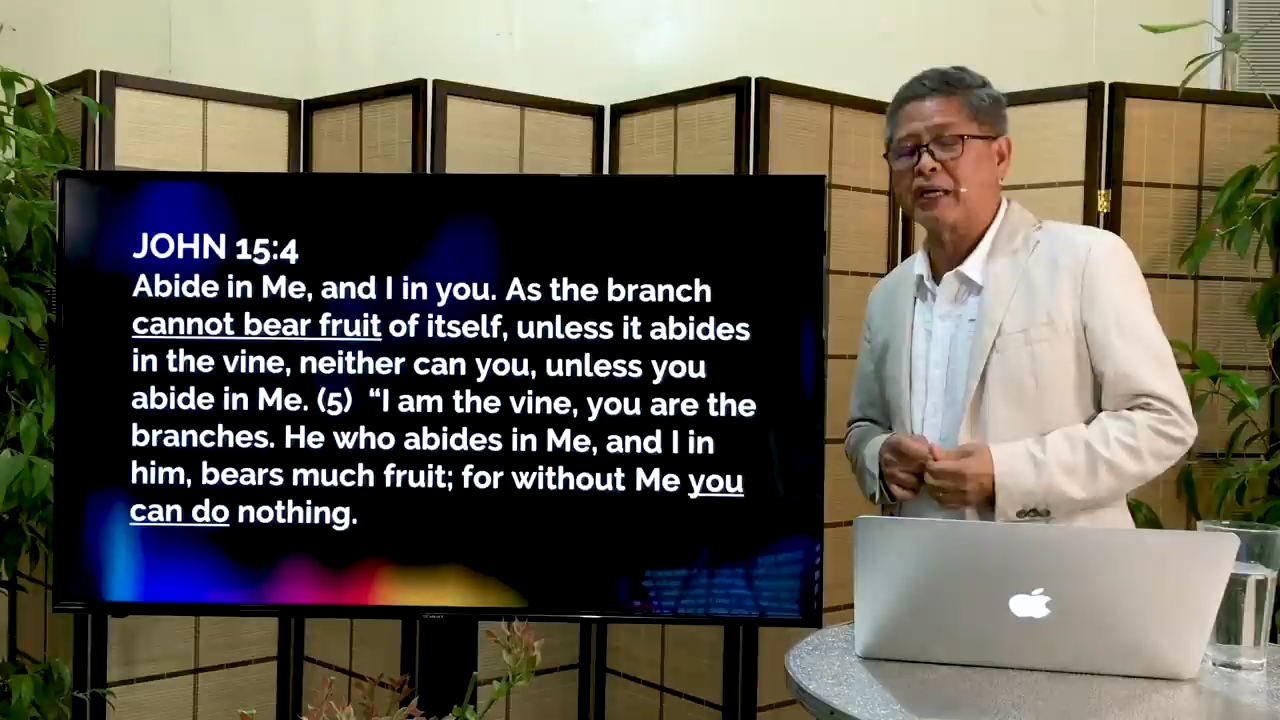 JOHN 15:4
Abide in Me, and I in you. As the branch
cannot bear fruit of itself, unless it abides
in the vine, neither can you, unless you
abide in Me. (5) “I am the vine, you are the
branches. He who abides in Me, and I in
him, bears much fruit; for without Me you
can do nothing.